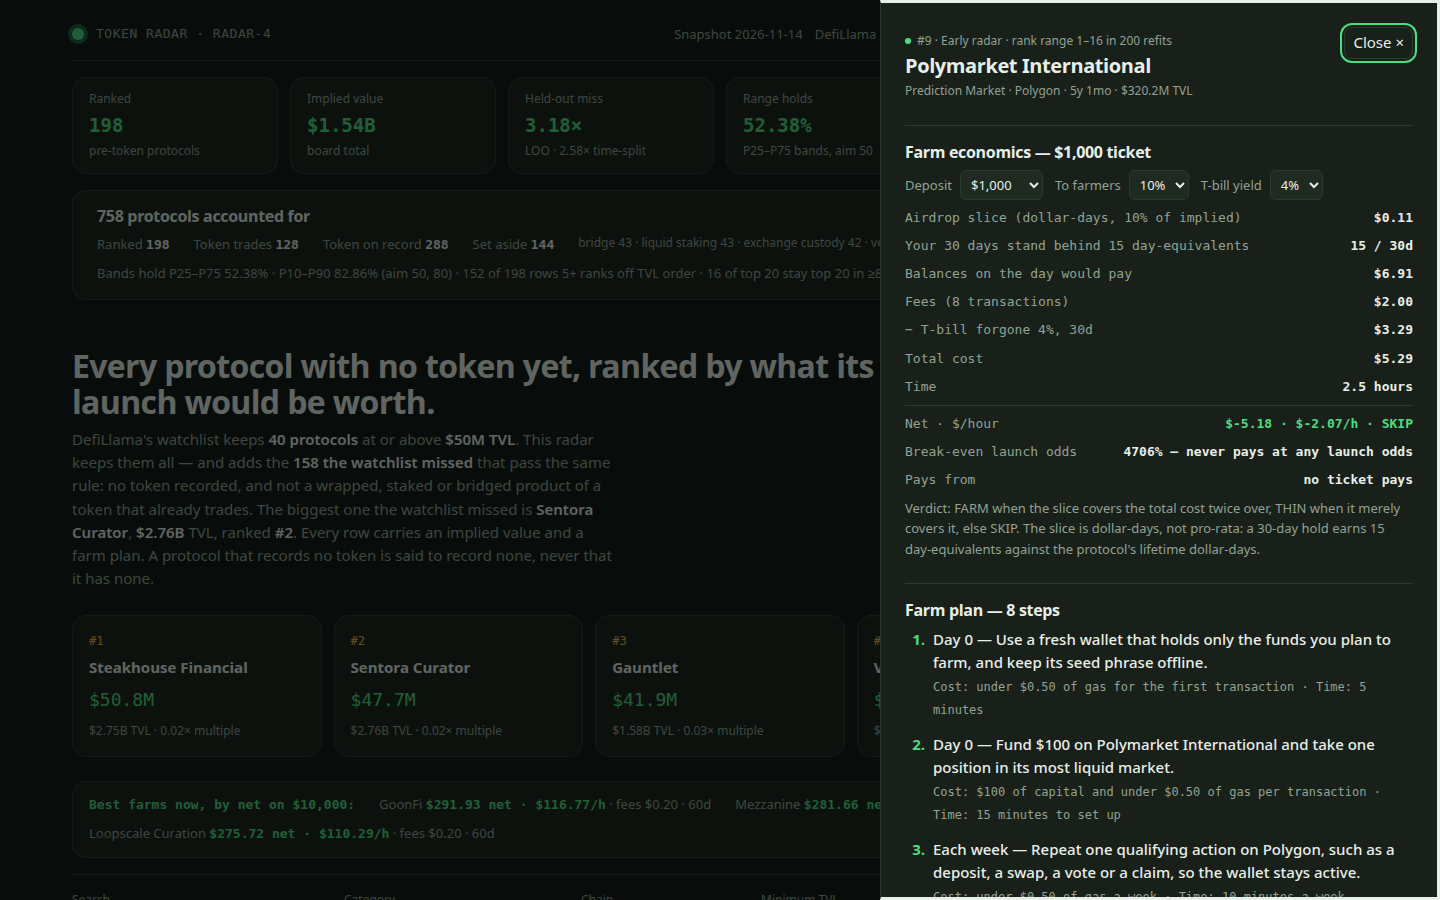 TOKEN RADAR · RADAR-4
Snapshot 2026-11-14 DefiLlama
Ranked
198
pre-token protocols
Implied value
$1.54B
board total
Held-out miss
3.18×
LOO · 2.58× time-split
Range holds
52.38%
P25–P75 bands, aim 50
758 protocols accounted for
Ranked 198 Token trades 128 Token on record 288 Set aside 144 bridge 43 · liquid staking 43 · exchange custody 42 ·
Bands hold P25–P75 52.38% · P10–P90 82.86% (aim 50, 80) · 152 of 198 rows 5+ ranks off TVL order · 16 of top 20 stay top 20 in
Every protocol with no token yet, ranked by what its
launch would be worth.
DefiLlama's watchlist keeps 40 protocols at or above $50M TVL. This radar
keeps them all — and adds the 158 the watchlist missed that pass the same
rule: no token recorded, and not a wrapped, staked or bridged product of a
token that already trades. The biggest one the watchlist missed is Sentora
Curator, $2.76B TVL, ranked #2. Every row carries an implied value and a
farm plan. A protocol that records no token is said to record none, never that
it has none.
#1
Steakhouse Financial
$50.8M
$2.75B TVL · 0.02× multiple
#2
Sentora Curator
$47.7M
$2.76B TVL · 0.02× multiple
#3
Gauntlet
$41.9M
$1.58B TVL · 0.03× multiple
Best farms now, by net on $10,000: GoonFi $291.93 net · $116.77/h · fees $0.20 · 60d Mezzanine $281.66
Loopscale Curation $275.72 net · $110.29/h · fees $0.20 · 60d
Search Category Chain Minimum TVL
#9 · Early radar · rank range 1–16 in 200 refits
Close ×
Polymarket International
Prediction Market · Polygon · 5y 1mo · $320.2M TVL
Farm economics — $1,000 ticket
Deposit $1,000 To farmers 10% T-bill yield 4%
Airdrop slice (dollar-days, 10% of implied) $0.11
Your 30 days stand behind 15 day-equivalents 15 / 30d
Balances on the day would pay $6.91
Fees (8 transactions) $2.00
− T-bill forgone 4%, 30d $3.29
Total cost $5.29
Time 2.5 hours
Net · $/hour $-5.18 · $-2.07/h · SKIP
Break-even launch odds 4706% — never pays at any launch odds
Pays from no ticket pays
Verdict: FARM when the slice covers the total cost twice over, THIN when it merely
covers it, else SKIP. The slice is dollar-days, not pro-rata: a 30-day hold earns 15
day-equivalents against the protocol's lifetime dollar-days.
Farm plan — 8 steps
1. Day 0 — Use a fresh wallet that holds only the funds you plan to
farm, and keep its seed phrase offline.
Cost: under $0.50 of gas for the first transaction · Time: 5
minutes
2. Day 0 — Fund $100 on Polymarket International and take one
position in its most liquid market.
Cost: $100 of capital and under $0.50 of gas per transaction ·
Time: 15 minutes to set up
3. Each week — Repeat one qualifying action on Polygon, such as a
deposit, a swap, a vote or a claim, so the wallet stays active.
Cost: under $0.50 of gas a week · Time: 10 minutes a week